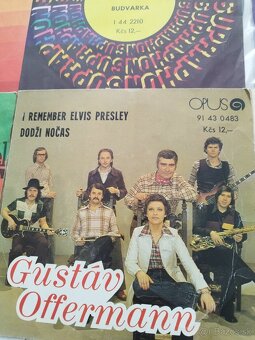 BUDVARKA
1 44 2210
Kčs 12,—
I REMEMBER ELVIS PRESLEY
DODŽI NOČAS
OPUS
91 43 0483
Kčs 12,—
Gustáv
Offermann